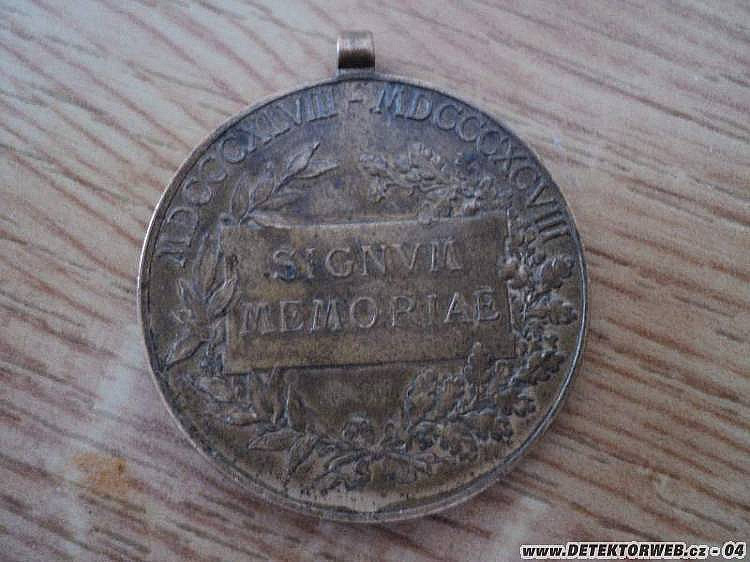 MDCCCXLVIII - MDCCCXCVIII
SIGNVM
MEMORIAE
www.DETEKTORWEB.cz - 04